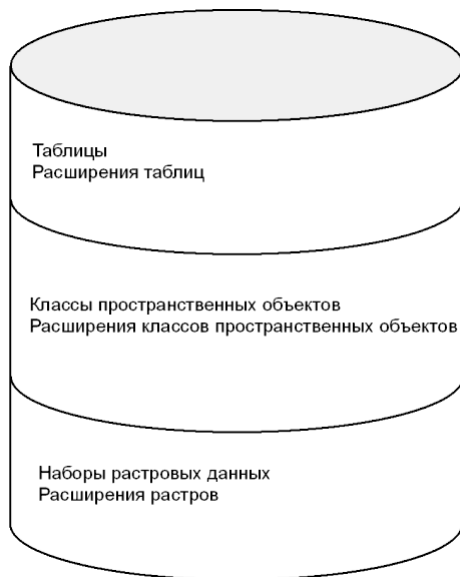 Таблицы
Расширения таблиц
Классы пространственных объектов
Расширения классов пространственных объектов
Наборы растровых данных
Расширения растров